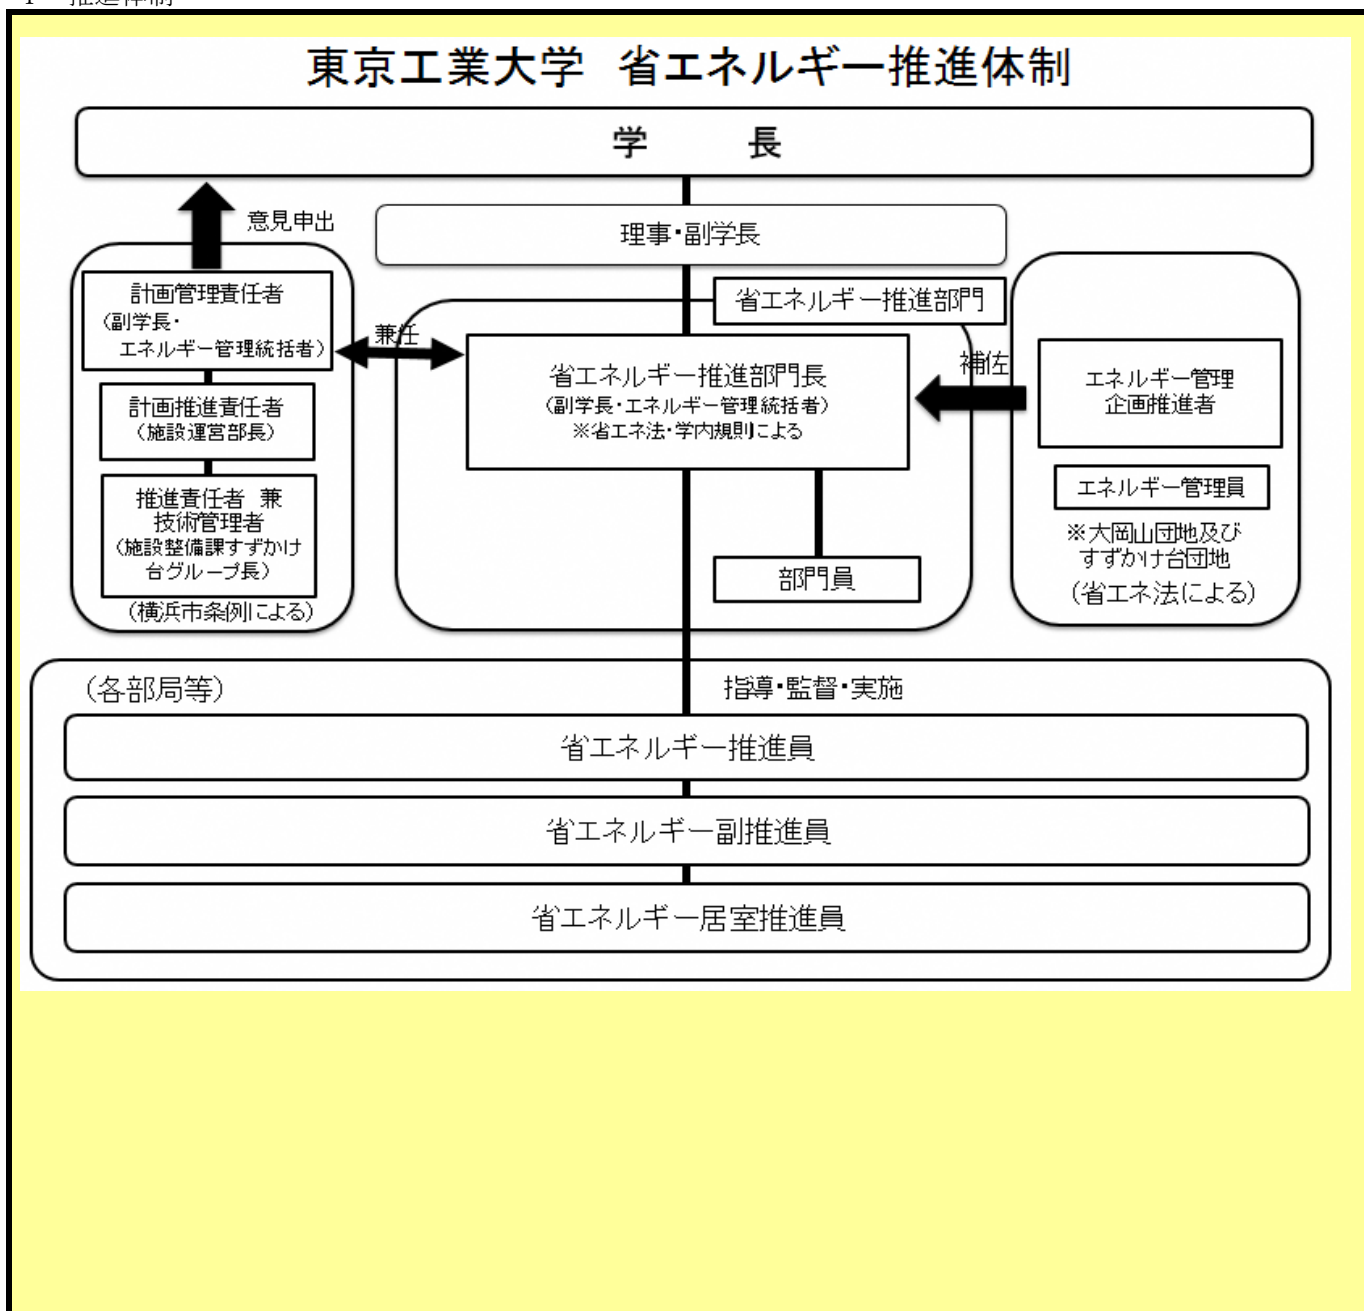 東京工業大学　省エネルギー推進体制
学　長
意見申出
理事・副学長
計画管理責任者
（副学長・
エネルギー管理統括者）
計画推進責任者
（施設運営部長）
推進責任者　兼
技術管理者
（施設整備課すずかけ
台グループ長）
（横浜市条例による）
兼任
省エネルギー推進部門
省エネルギー推進部門長
（副学長・エネルギー管理統括者）
※省エネ法・学内規則による
部門員
補佐
エネルギー管理
企画推進者
エネルギー管理員
※大岡山団地及び
すずかけ台団地
（省エネ法による）
（各部局等）
指導・監督・実施
省エネルギー推進員
省エネルギー副推進員
省エネルギー居室推進員